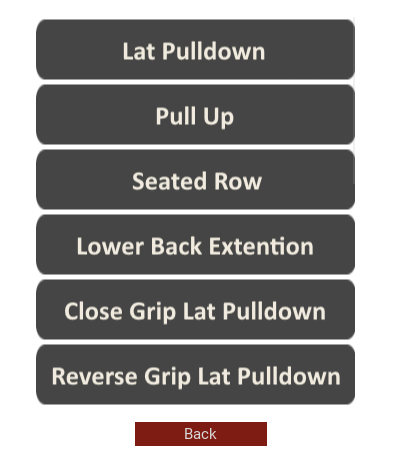 Lat Pulldown
Pull Up
Seated Row
Lower Back Extention
Close Grip Lat Pulldown
Reverse Grip Lat Pulldown
Back